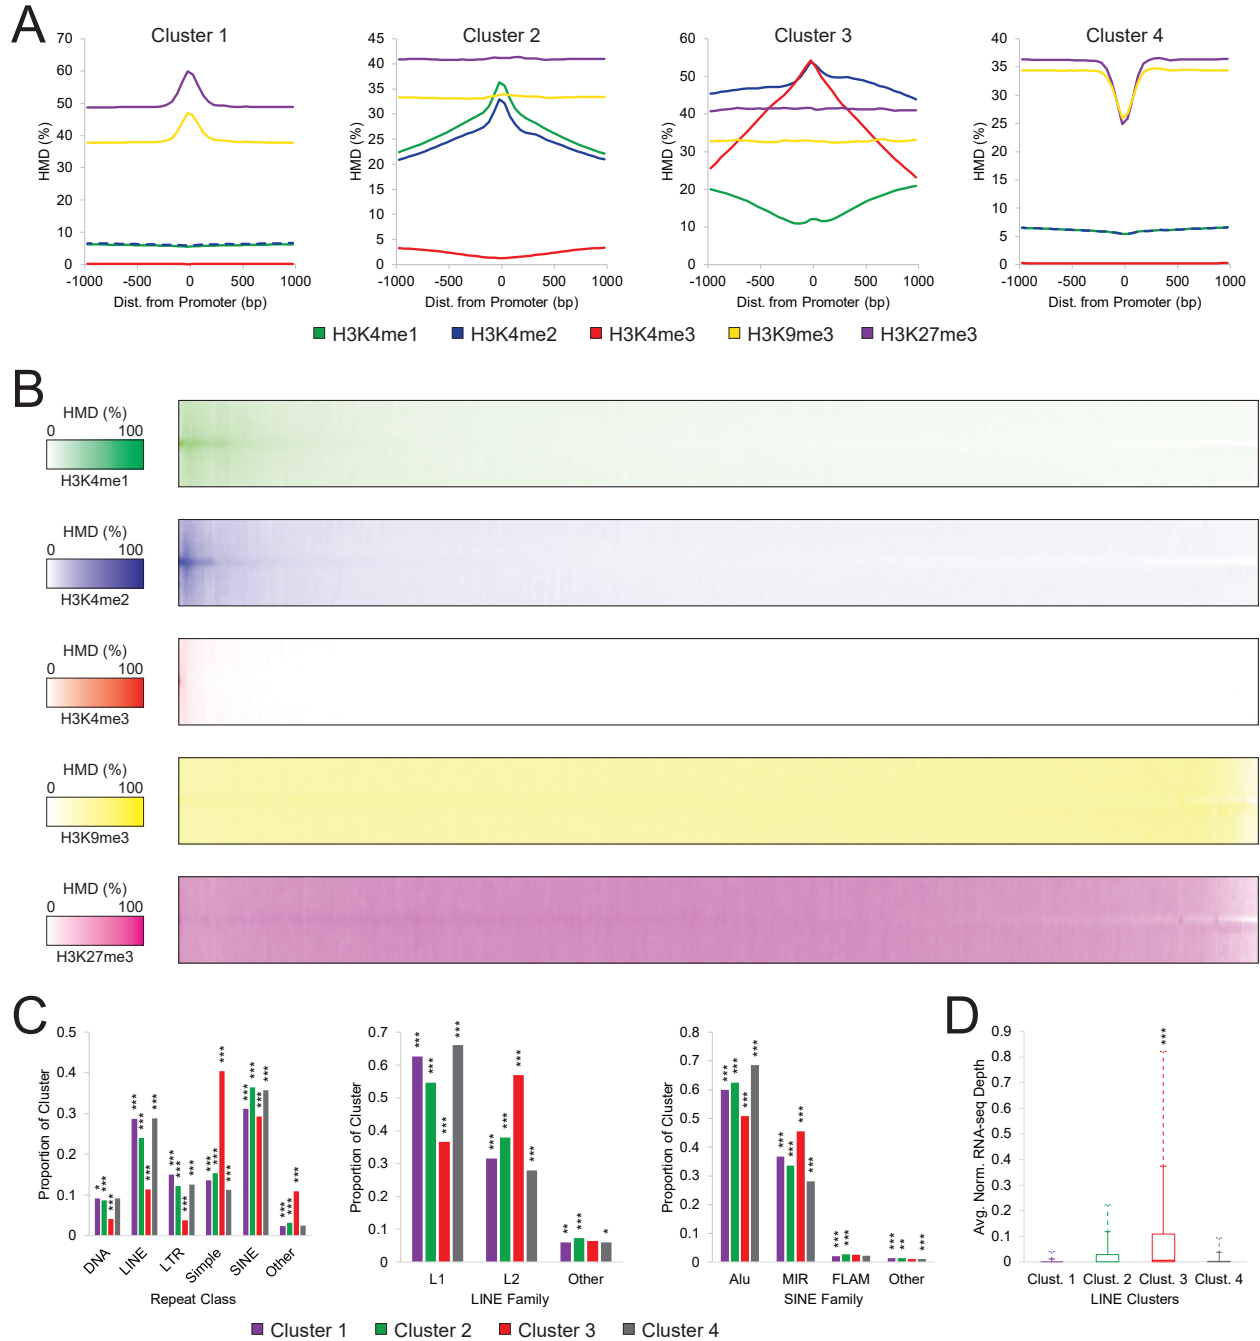 A
Cluster 1
HMD (%)
70
60
50
40
30
20
10
0
-1000 -500 0 500 1000
Dist. from Promoter (bp)
Cluster 2
HMD (%)
45
40
35
30
25
20
15
10
5
0
-1000 -500 0 500 1000
Dist. from Promoter (bp)
Cluster 3
HMD (%)
60
50
40
30
20
10
0
-1000 -500 0 500 1000
Dist. from Promoter (bp)
Cluster 4
HMD (%)
40
35
30
25
20
15
10
5
0
-1000 -500 0 500 1000
Dist. from Promoter (bp)
H3K4me1 H3K4me2 H3K4me3 H3K9me3 H3K27me3
B
HMD (%)
0 100
H3K4me1
HMD (%)
0 100
H3K4me2
HMD (%)
0 100
H3K4me3
HMD (%)
0 100
H3K9me3
HMD (%)
0 100
H3K27me3
C
Proportion of Cluster
0.5
0.4
0.3
0.2
0.1
0
* *** ***
*** *** *** ***
*** *** *** ***
*** *** *** ***
*** *** *** ***
*** *** ***
DNA LINE LTR Simple SINE Other
Repeat Class
Proportion of Cluster
0.7
0.6
0.5
0.4
0.3
0.2
0.1
0
*** *** *** ***
*** *** *** ***
** *** *
L1 L2 Other
LINE Family
Proportion of Cluster
0.8
0.7
0.6
0.5
0.4
0.3
0.2
0.1
0
*** *** *** ***
*** *** *** ***
*** ***
*** ** ***
Alu MIR FLAM Other
SINE Family
Cluster 1 Cluster 2 Cluster 3 Cluster 4
D
Avg. Norm. RNA-seq Depth
0.9
0.8
0.7
0.6
0.5
0.4
0.3
0.2
0.1
0
***
Clust. 1 Clust. 2 Clust. 3 Clust. 4
LINE Clusters